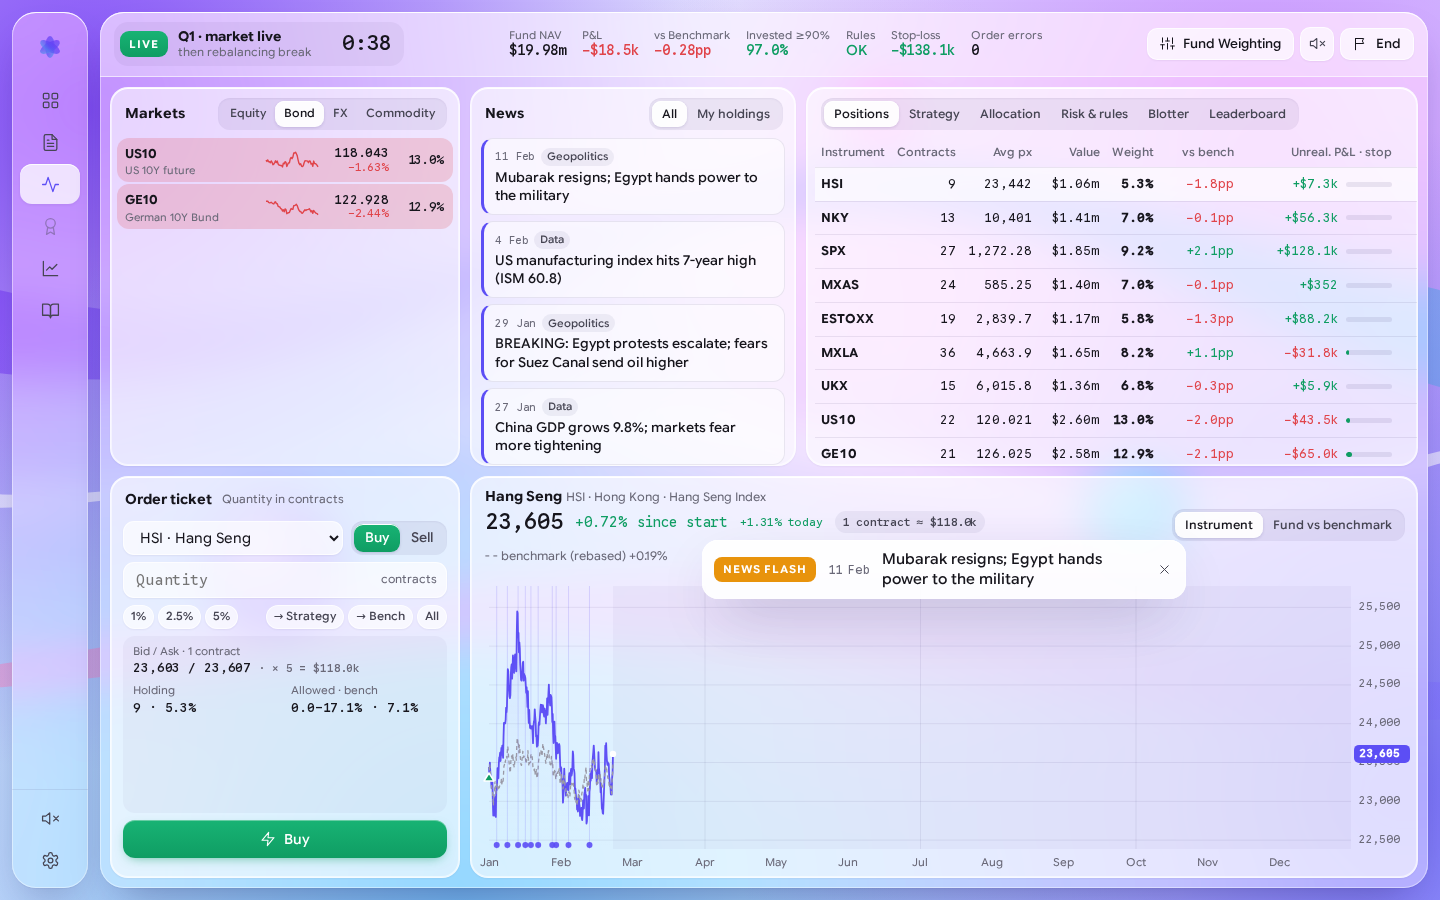 LIVE
Q1 · market live
then rebalancing break
0:38
Fund NAV
$19.98m
P&L
−$18.5k
vs Benchmark
−0.28pp
Invested ≥90%
97.0%
Rules
OK
Stop-loss
−$138.1k
Order errors
0
Fund Weighting
End
Markets
Equity Bond FX Commodity
US10 118.043 13.0%
US 10Y future −1.63%
GE10 122.928 12.9%
German 10Y Bund −2.44%
News
All My holdings
11 Feb Geopolitics
Mubarak resigns; Egypt hands power to
the military
4 Feb Data
US manufacturing index hits 7-year high
(ISM 60.8)
29 Jan Geopolitics
BREAKING: Egypt protests escalate; fears
for Suez Canal send oil higher
27 Jan Data
China GDP grows 9.8%; markets fear
more tightening
Positions Strategy Allocation Risk & rules Blotter Leaderboard
Instrument Contracts Avg px Value Weight vs bench Unreal. P&L · stop
HSI 9 23,442 $1.06m 5.3% −1.8pp +$7.3k
NKY 13 10,401 $1.41m 7.0% −0.1pp +$56.3k
SPX 27 1,272.28 $1.85m 9.2% +2.1pp +$128.1k
MXAS 24 585.25 $1.40m 7.0% −0.1pp +$352
ESTOXX 19 2,839.7 $1.17m 5.8% −1.3pp +$88.2k
MXLA 36 4,663.9 $1.65m 8.2% +1.1pp −$31.8k
UKX 15 6,015.8 $1.36m 6.8% −0.3pp +$5.9k
US10 22 120.021 $2.60m 13.0% −2.0pp −$43.5k
GE10 21 126.025 $2.58m 12.9% −2.1pp −$65.0k
Order ticket Quantity in contracts
HSI · Hang Seng
Buy Sell
Quantity contracts
1% 2.5% 5% → Strategy → Bench All
Bid / Ask · 1 contract
23,603 / 23,607 · × 5 = $118.0k
Holding Allowed · bench
9 · 5.3% 0.0–17.1% · 7.1%
Buy
Hang Seng HSI · Hong Kong · Hang Seng Index
23,605 +0.72% since start +1.31% today 1 contract ≈ $118.0k
Instrument Fund vs benchmark
- - benchmark (rebased) +0.19%
NEWS FLASH 11 Feb
Mubarak resigns; Egypt hands
power to the military
25,500
25,000
24,500
24,000
23,605
23,000
22,500
Jan Feb Mar Apr May Jun Jul Aug Sep Oct Nov Dec